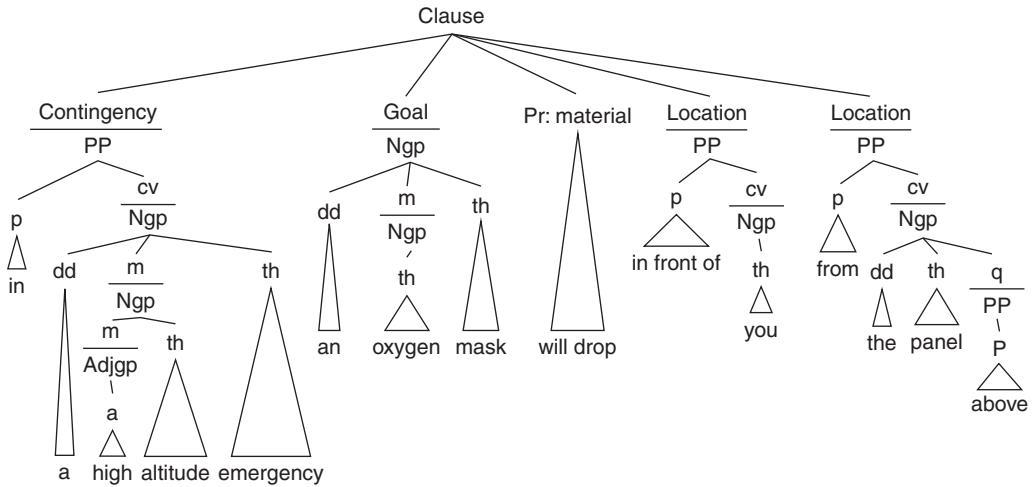 Clause
Contingency Goal Pr: material Location Location
PP Ngp PP PP
p cv dd m th p cv p cv
Ngp Ngp Ngp Ngp
in dd m th th in front of th from dd th q
Ngp PP
m th an oxygen mask will drop you the panel P
Adjgp
a above
a high altitude emergency